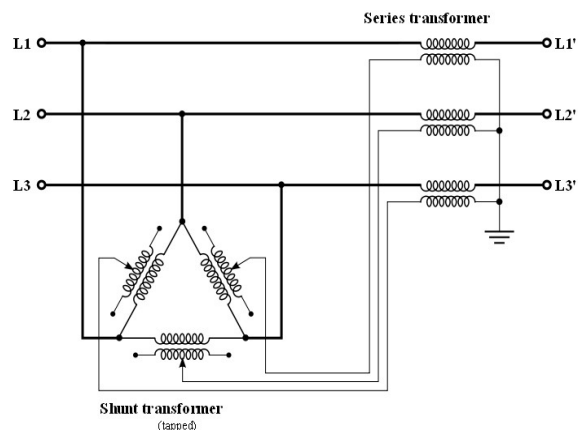 Series transformer
L1 L1'
L2 L2'
L3 L3'
Shunt transformer
(tapped)